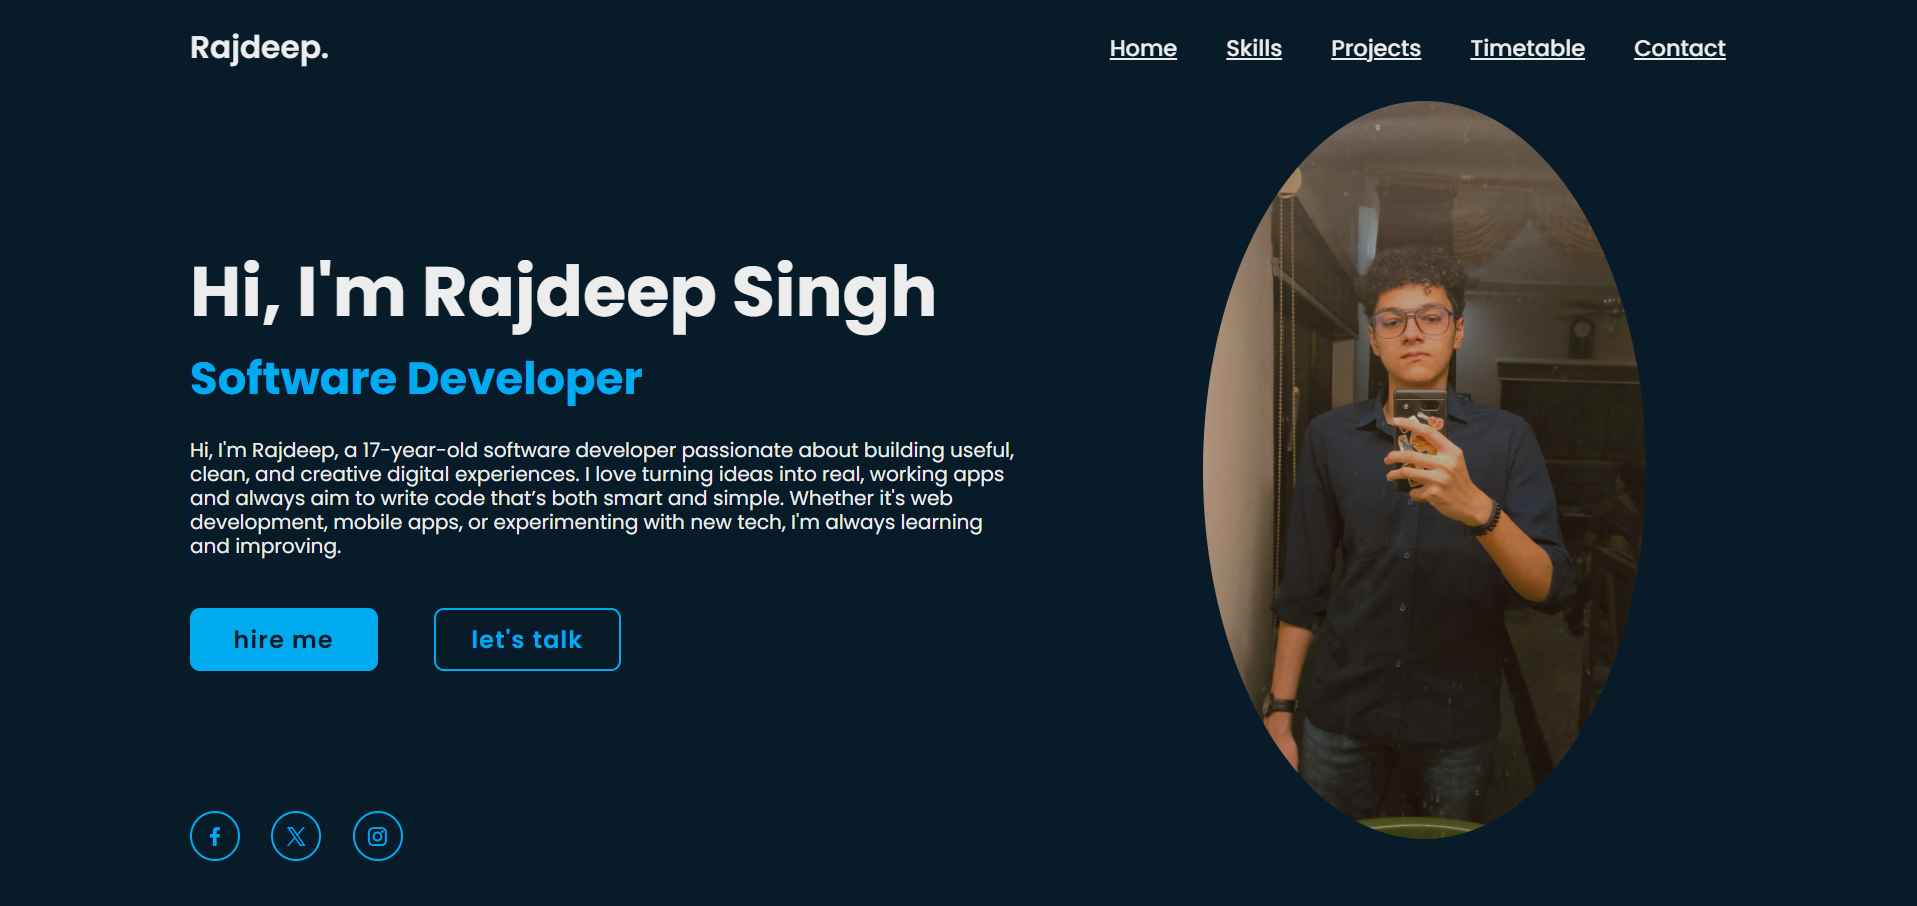 Rajdeep.
Home Skills Projects Timetable Contact
Hi, I'm Rajdeep Singh
Software Developer
Hi, I'm Rajdeep, a 17-year-old software developer passionate about building useful,
clean, and creative digital experiences. I love turning ideas into real, working apps
and always aim to write code that’s both smart and simple. Whether it's web
development, mobile apps, or experimenting with new tech, I'm always learning
and improving.
hire me
let's talk